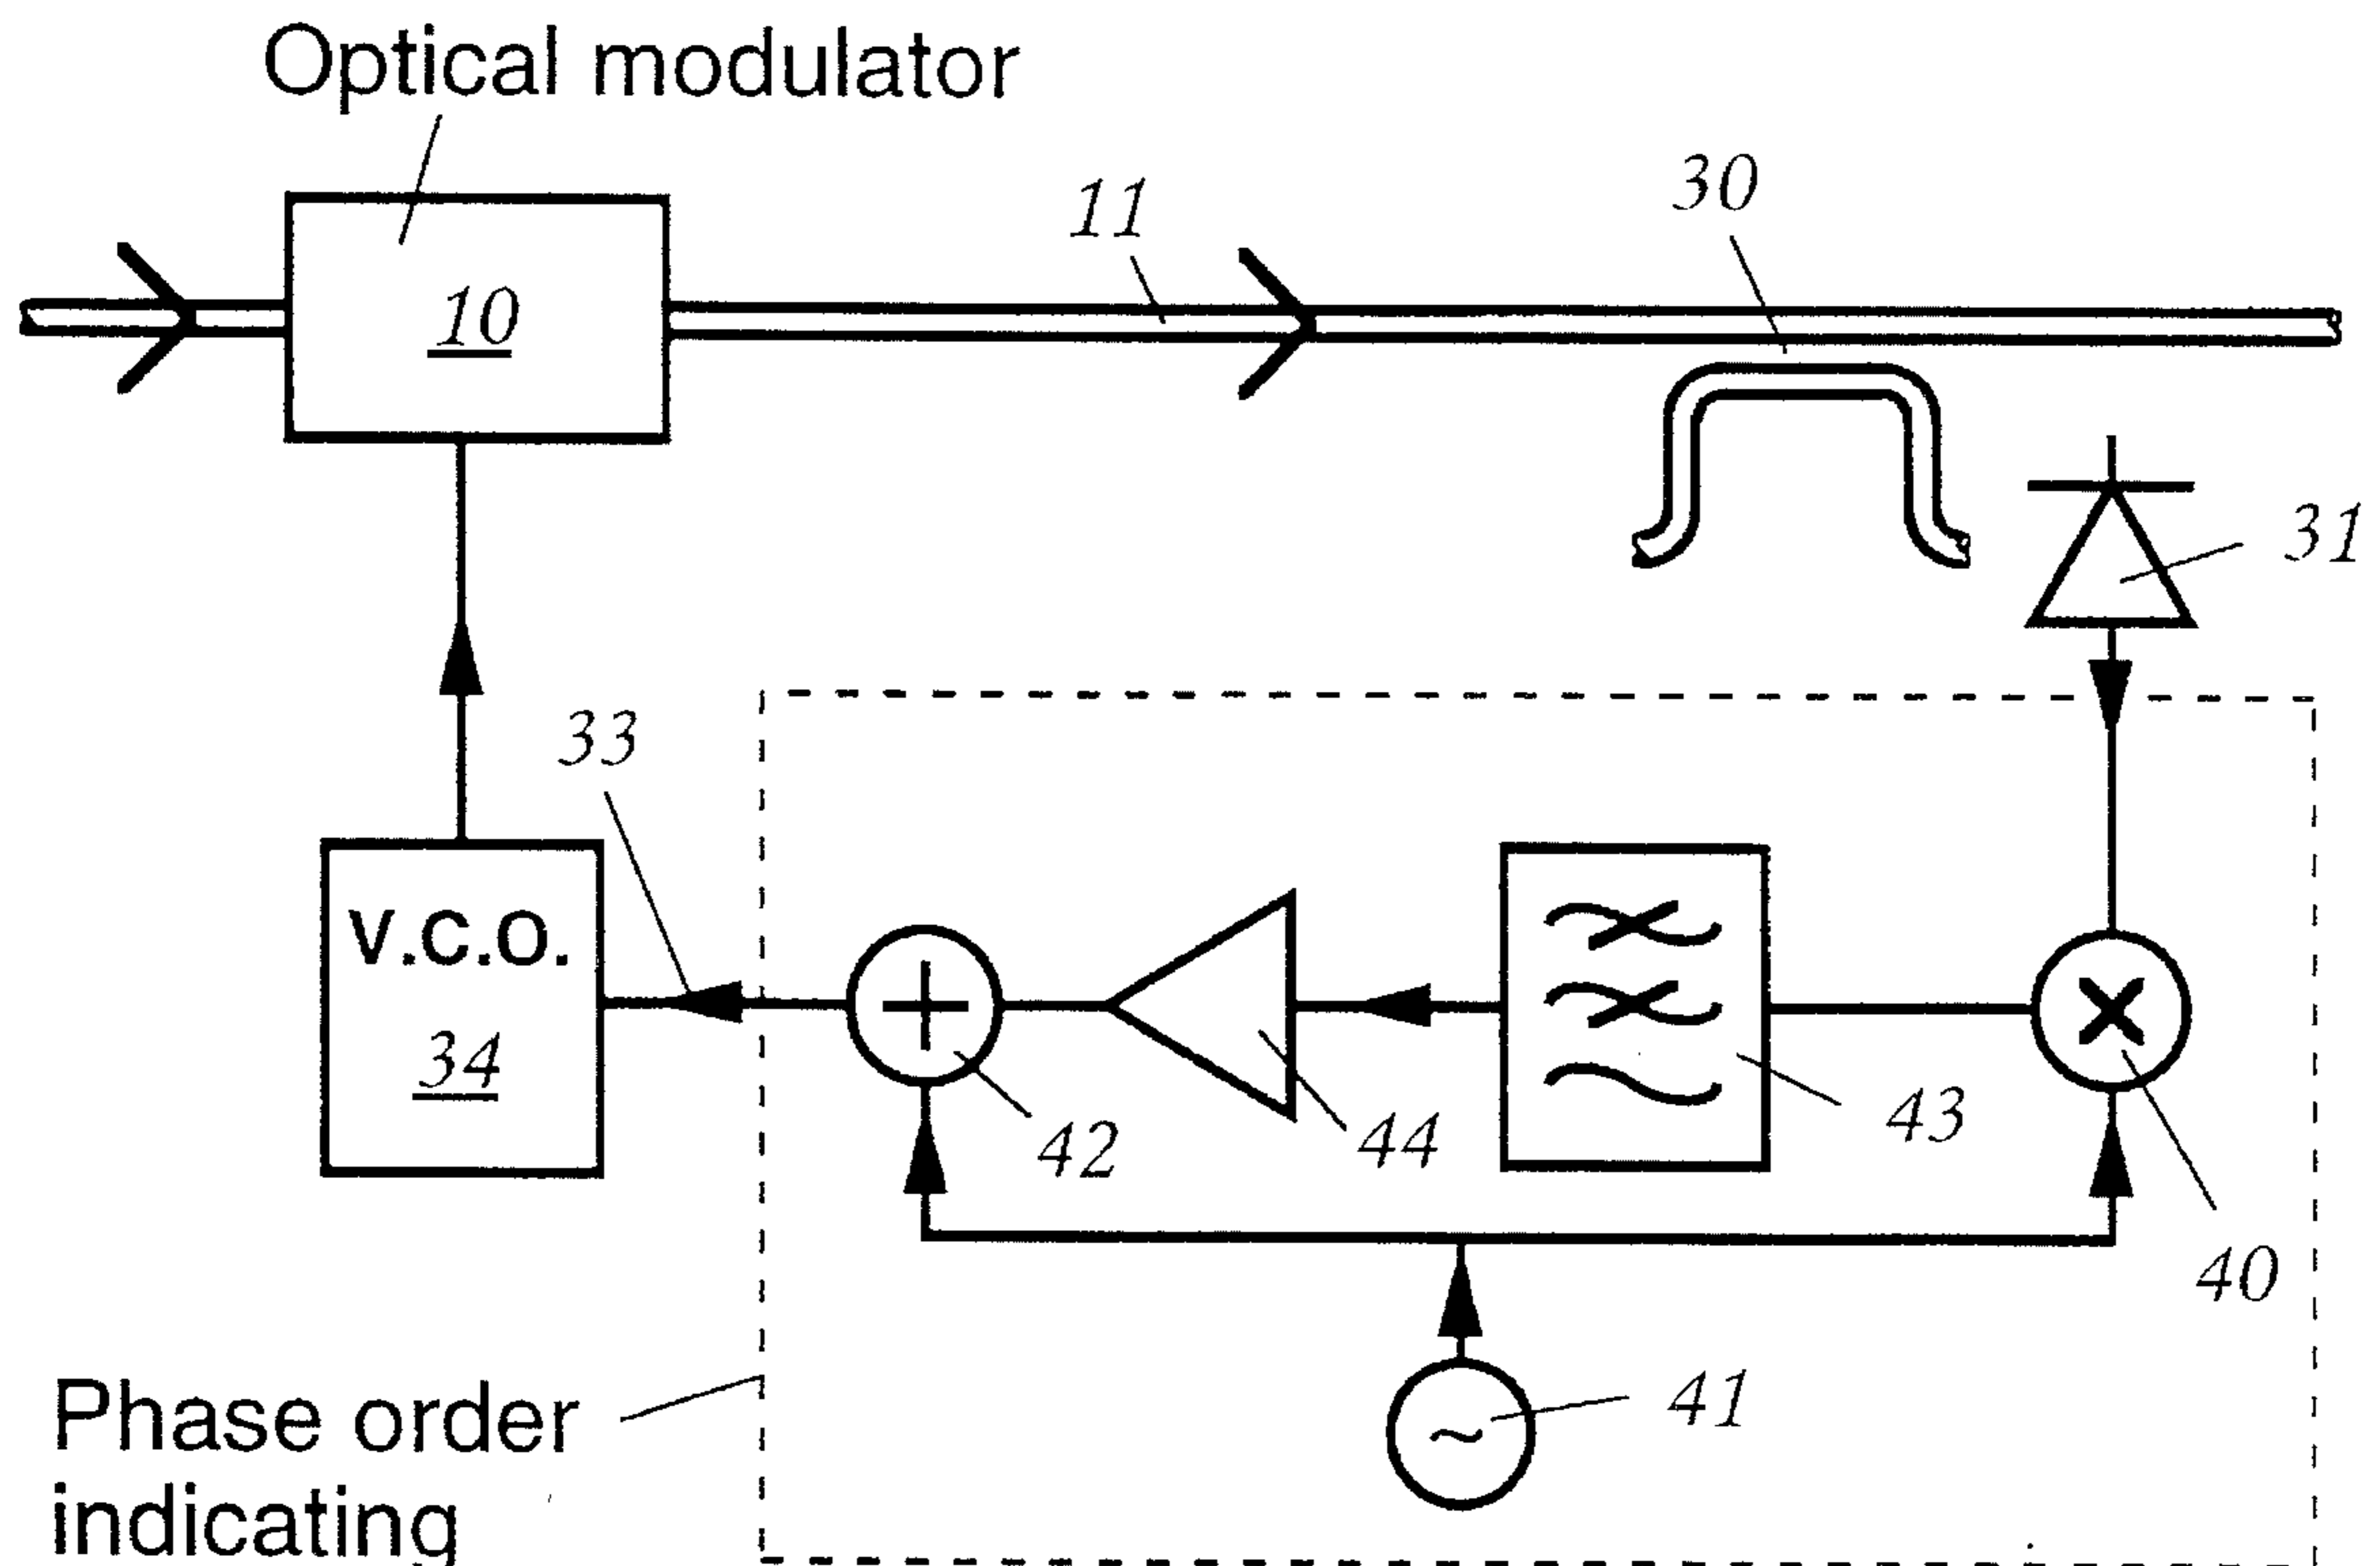 Optical modulator
30
11
10
31
33
v.c.o.
34
42
44
43
40
41
Phase order
indicating